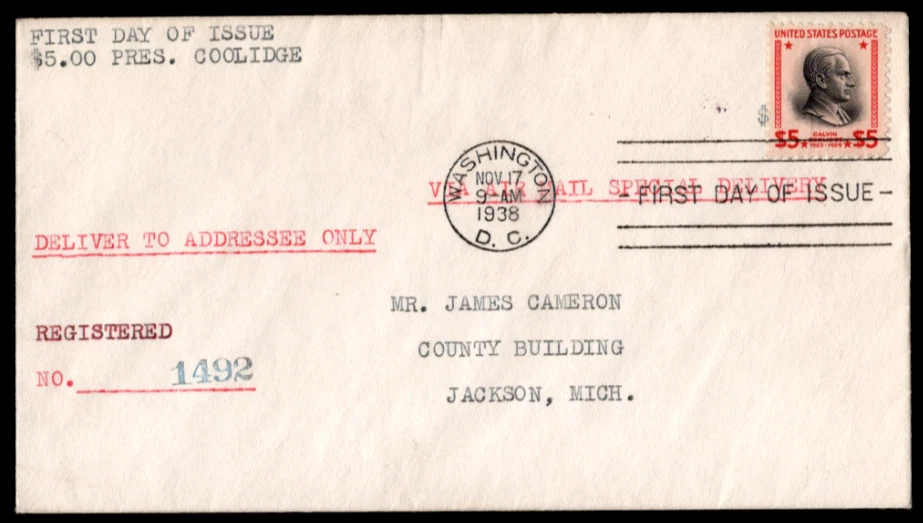 FIRST DAY OF ISSUE
$5.00 PRES. COOLIDGE
UNITED STATES POSTAGE
CALVIN
COOLIDGE
1923-1929
$5 $5
WASHINGTON
NOV. 17
9-AM
1938
D. C.
VIA AIR MAIL SPECIAL DELIVERY
-FIRST DAY OF ISSUE-
DELIVER TO ADDRESSEE ONLY
MR. JAMES CAMERON
COUNTY BUILDING
JACKSON, MICH.
REGISTERED
NO. 1492